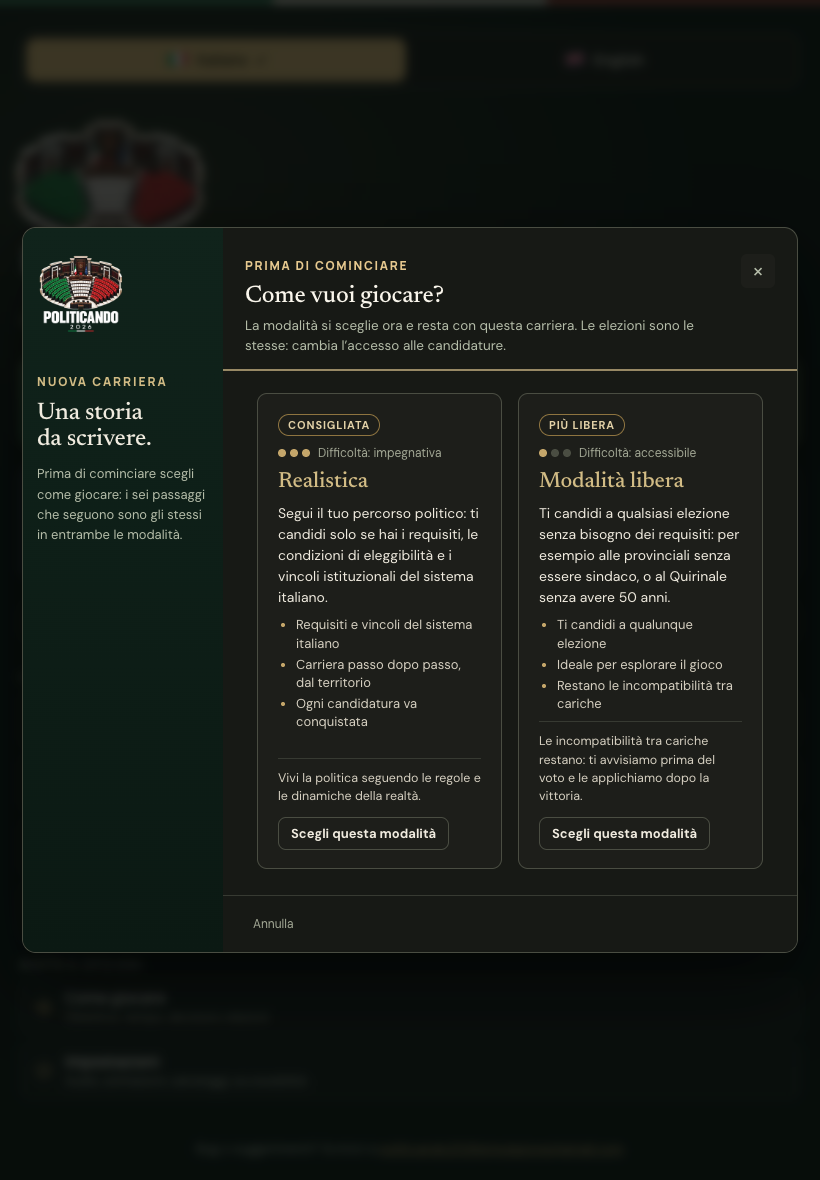 POLITICANDO
2026
NUOVA CARRIERA
Una storia
da scrivere.
Prima di cominciare scegli
come giocare: i sei passaggi
che seguono sono gli stessi
in entrambe le modalità.
PRIMA DI COMINCIARE
Come vuoi giocare?
La modalità si sceglie ora e resta con questa carriera. Le elezioni sono le
stesse: cambia l'accesso alle candidature.
×
CONSIGLIATA
Difficoltà: impegnativa
Realistica
Segui il tuo percorso politico: ti
candidi solo se hai i requisiti, le
condizioni di eleggibilità e i
vincoli istituzionali del sistema
italiano.
• Requisiti e vincoli del sistema
italiano
• Carriera passo dopo passo,
dal territorio
• Ogni candidatura va
conquistata
Vivi la politica seguendo le regole e
le dinamiche della realtà.
Scegli questa modalità
PIÙ LIBERA
Difficoltà: accessibile
Modalità libera
Ti candidi a qualsiasi elezione
senza bisogno dei requisiti: per
esempio alle provinciali senza
essere sindaco, o al Quirinale
senza avere 50 anni.
• Ti candidi a qualunque
elezione
• Ideale per esplorare il gioco
• Restano le incompatibilità tra
cariche
Le incompatibilità tra cariche
restano: ti avvisiamo prima del
voto e le applichiamo dopo la
vittoria.
Scegli questa modalità
Annulla